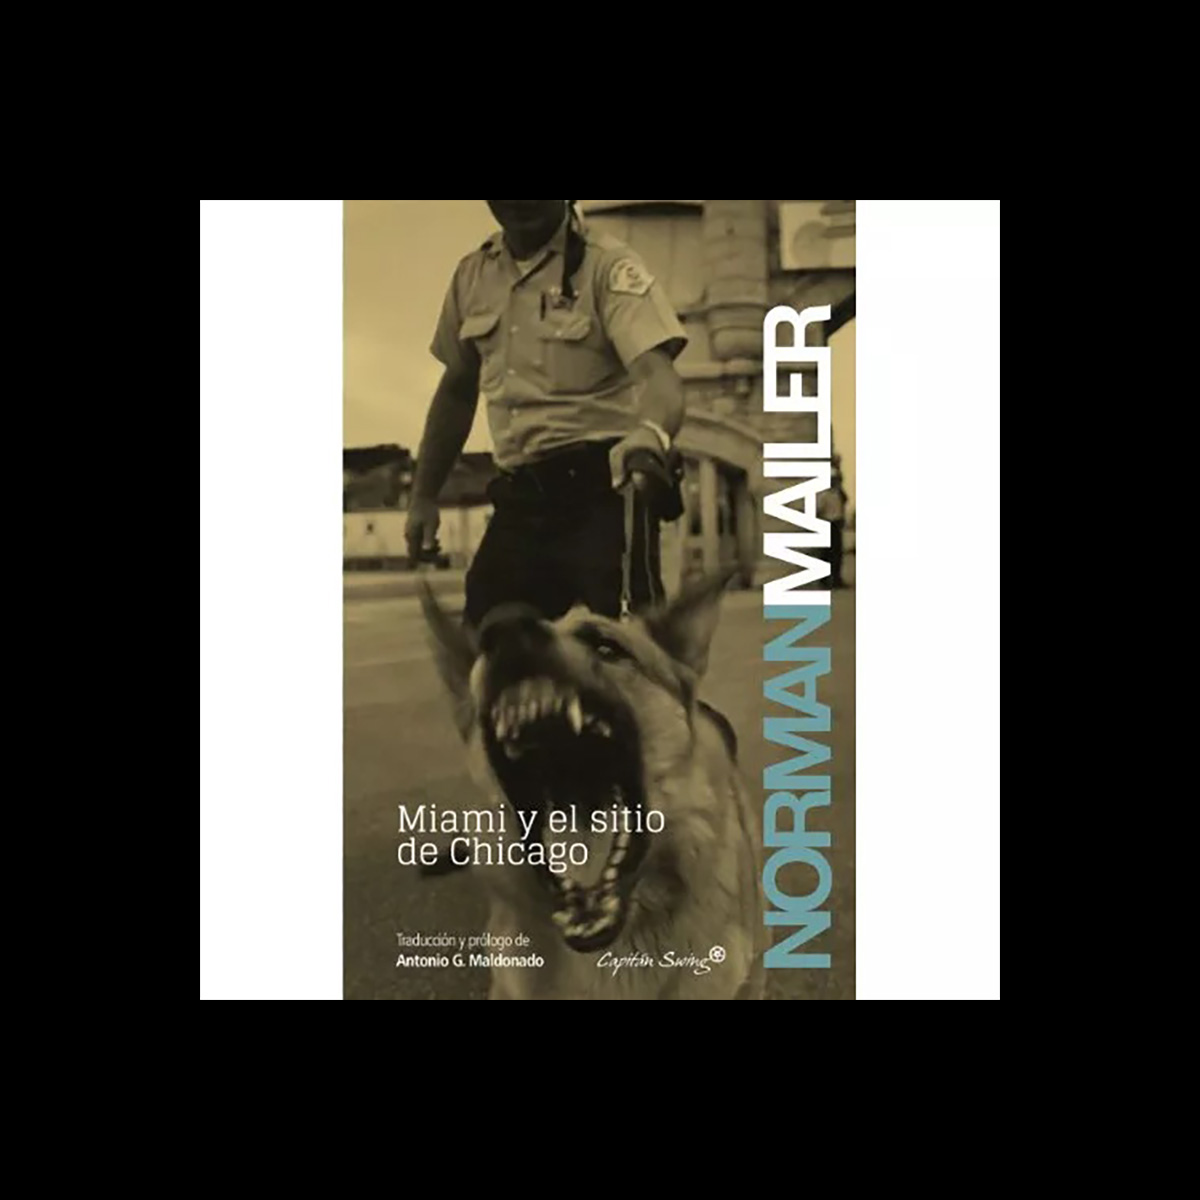 NORMAN MAILER
Miami y el sitio
de Chicago
Traducción y prólogo de
Antonio G. Maldonado
Capitán Swing